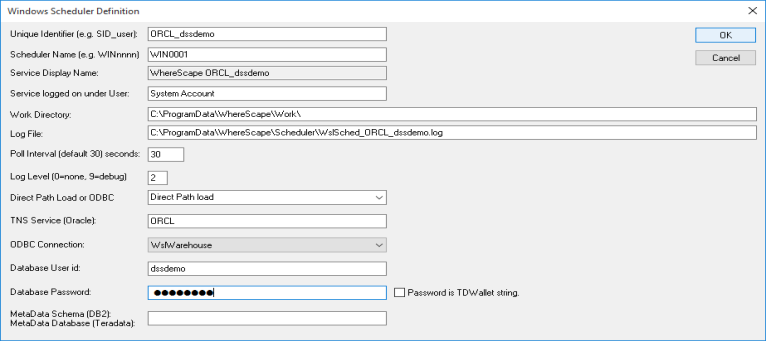 Windows Scheduler Definition
Unique Identifier (e.g. SID_user): ORCL_dssdemo OK
Scheduler Name (e.g. WINnnnn) WIN0001 Cancel
Service Display Name: WhereScape ORCL_dssdemo
Service logged on under User: System Account
Work Directory: C:\ProgramData\WhereScape\Work\
Log File: C:\ProgramData\WhereScape\Scheduler\WslSched_ORCL_dssdemo.log
Poll Interval (default 30) seconds: 30
Log Level (0=none, 9=debug) 2
Direct Path Load or ODBC Direct Path load
TNS Service (Oracle): ORCL
ODBC Connection: WslWarehouse
Database User id: dssdemo
Database Password: ●●●●●●●● Password is TDWallet string.
MetaData Schema (DB2):
MetaData Database (Teradata):